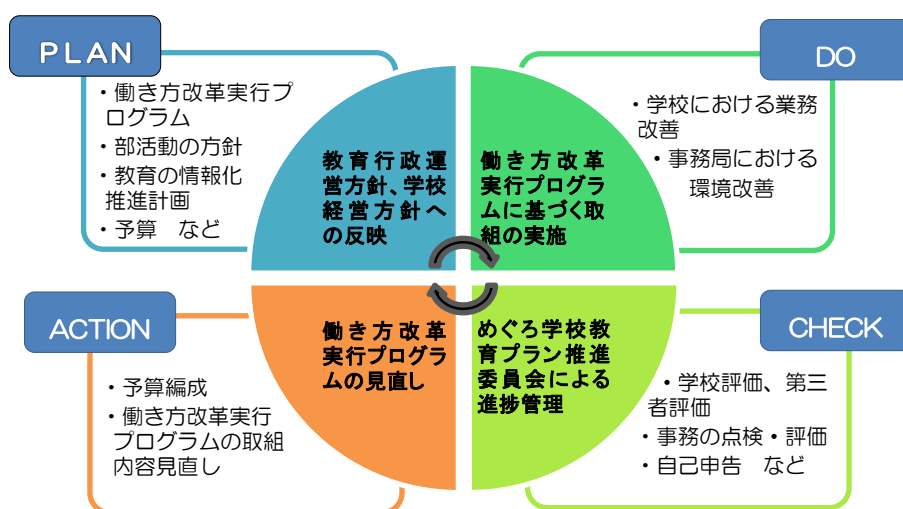 PLAN
・働き方改革実行プ
ログラム
・部活動の方針
・教育の情報化
推進計画
・予算　など
教育行政運
営方針、学校
経営方針へ
の反映
DO
・学校における業務
改善
・事務局における
環境改善
働き方改革
実行プログラ
ムに基づく取
組の実施
ACTION
・予算編成
・働き方改革実行
プログラムの取組
内容見直し
働き方改革
実行プログラ
ムの見直し
CHECK
・学校評価、第三
者評価
・事務の点検・評価
・自己申告　など
めぐろ学校教
育プラン推進
委員会による
進捗管理